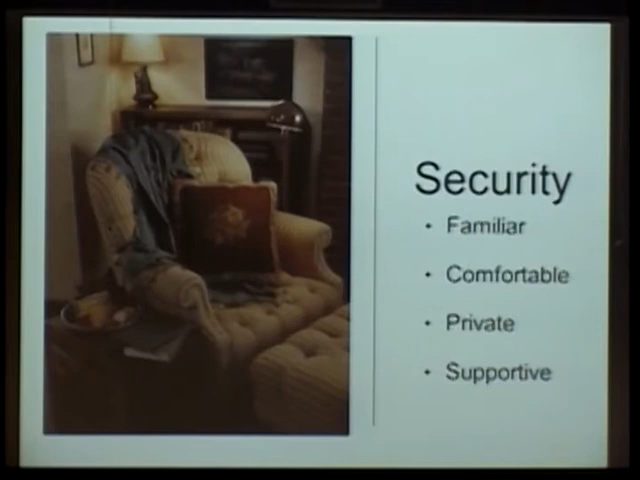 Security
• Familiar
• Comfortable
• Private
• Supportive